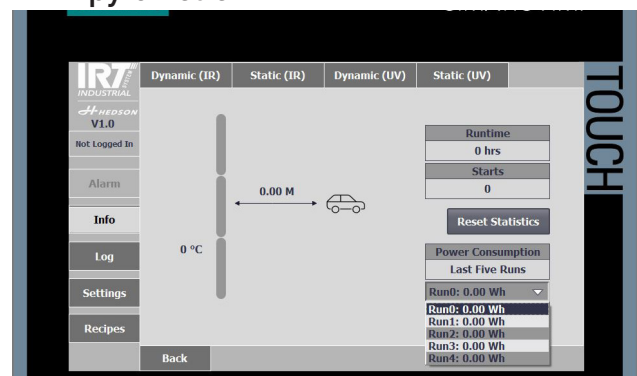 Dynamic (IR)
Static (IR)
Dynamic (UV)
Static (UV)
IRT
SYSTEM
INDUSTRIAL
HEDSON
V1.0
Not Logged In
Alarm
Info
Log
Settings
Recipes
0 °C
0.00 M
Runtime
0 hrs
Starts
0
Reset Statistics
Power Consumption
Last Five Runs
Run0: 0.00 Wh
Run0: 0.00 Wh
Run1: 0.00 Wh
Run2: 0.00 Wh
Run3: 0.00 Wh
Run4: 0.00 Wh
Back
TOUCH